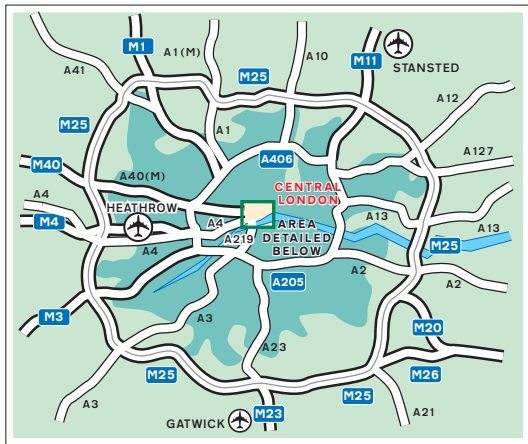 M1
A1(M)
A10
M11
STANSTED
A41
M25
A12
M25
A1
A127
M40
A406
A40(M)
CENTRAL
LONDON
A4
HEATHROW
A13
M4
A4
AREA
DETAILED
BELOW
A13
A219
M25
A4
A2
A2
A205
M3
A3
M20
A23
M25
M26
M25
A3
GATWICK
M23
A21